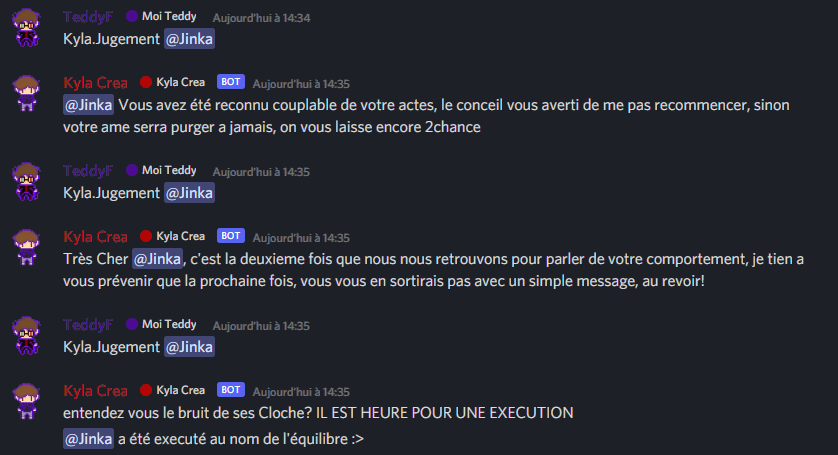 TeddyF Moi Teddy Aujourd'hui à 14:34
Kyla.Jugement @Jinka
Kyla Crea Kyla Crea BOT Aujourd'hui à 14:35
@Jinka Vous avez été reconnu couplable de votre actes, le conceil vous averti de me pas recommencer, sinon
votre ame serra purger a jamais, on vous laisse encore 2chance
TeddyF Moi Teddy Aujourd'hui à 14:35
Kyla.Jugement @Jinka
Kyla Crea Kyla Crea BOT Aujourd'hui à 14:35
Très Cher @Jinka, c'est la deuxieme fois que nous nous retrouvons pour parler de votre comportement, je tien a
vous prévenir que la prochaine fois, vous vous en sortirais pas avec un simple message, au revoir!
TeddyF Moi Teddy Aujourd'hui à 14:35
Kyla.Jugement @Jinka
Kyla Crea Kyla Crea BOT Aujourd'hui à 14:35
entendez vous le bruit de ses Cloche? IL EST HEURE POUR UNE EXECUTION
@Jinka a été executé au nom de l'équilibre :>